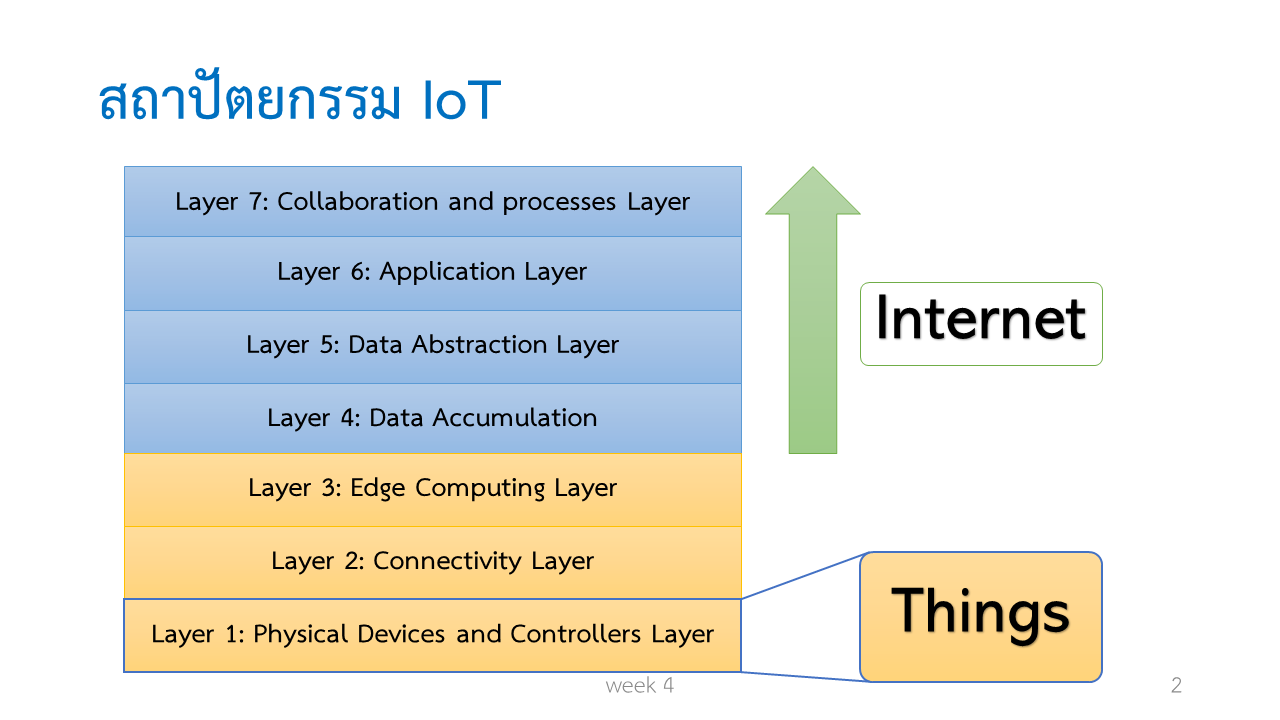 สถาปัตยกรรม IoT
Layer 7: Collaboration and processes Layer
Layer 6: Application Layer
Layer 5: Data Abstraction Layer
Layer 4: Data Accumulation
Layer 3: Edge Computing Layer
Layer 2: Connectivity Layer
Layer 1: Physical Devices and Controllers Layer
Internet
Things
week 4
2